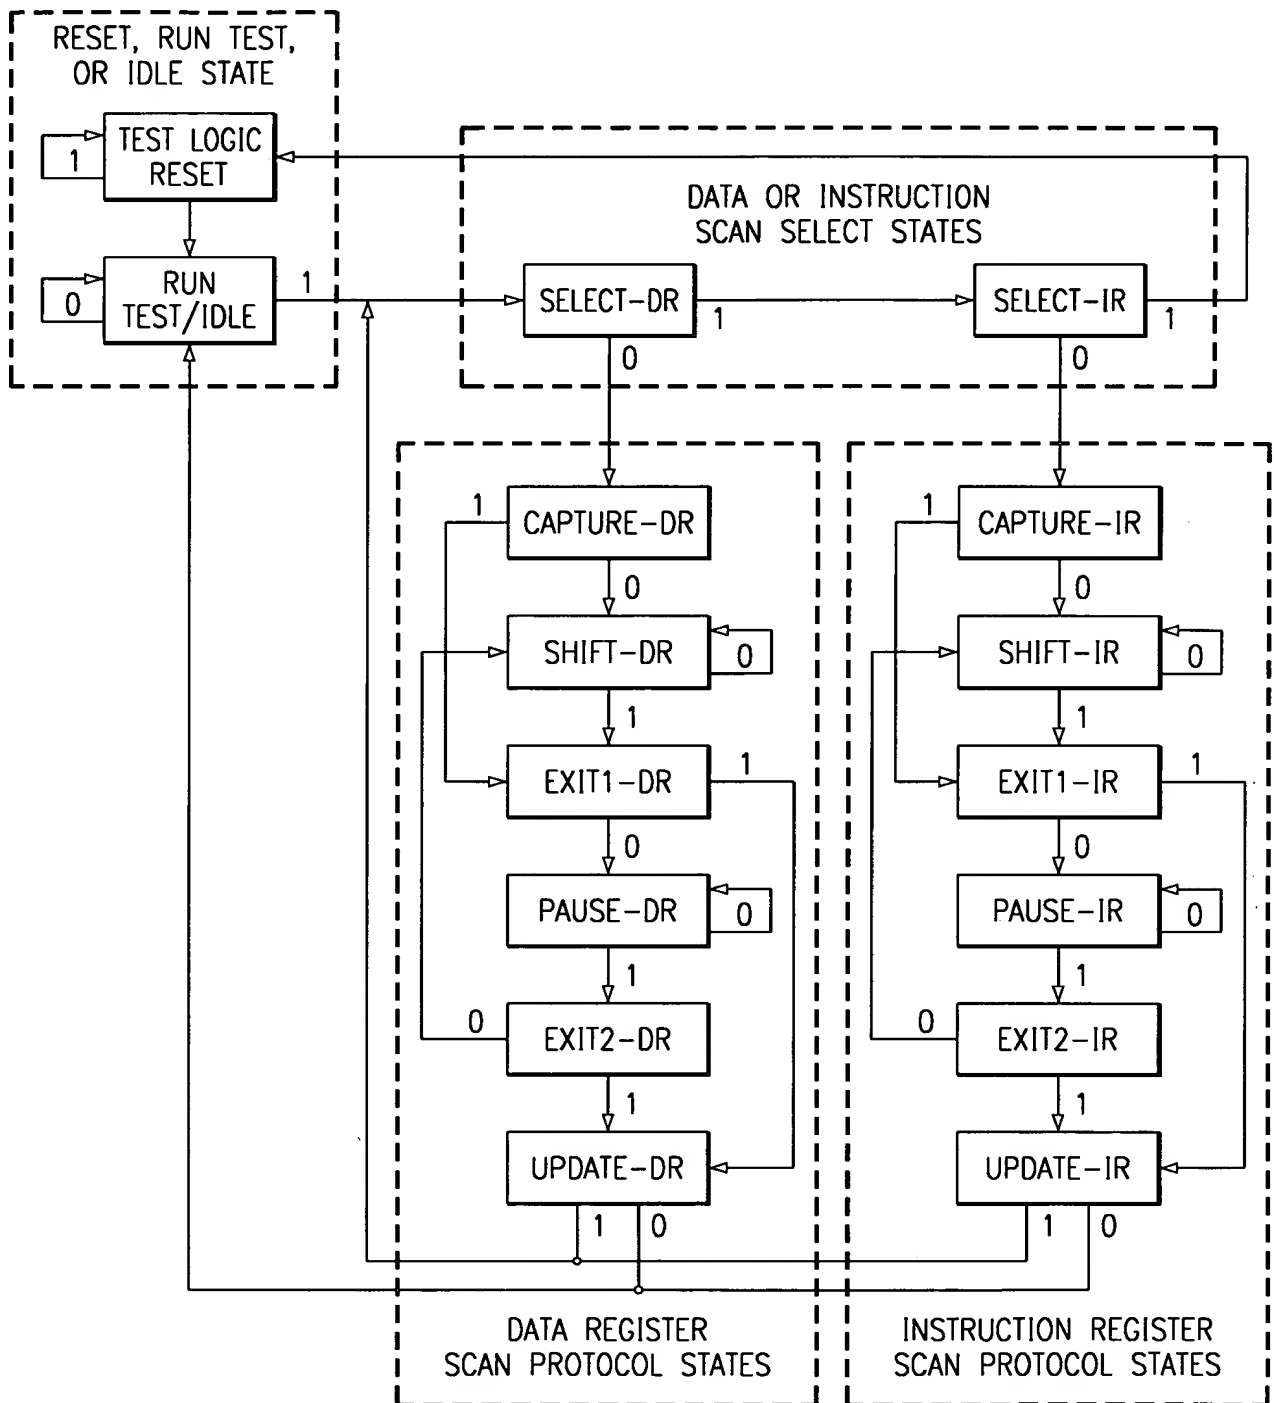 RESET, RUN TEST,
OR IDLE STATE
TEST LOGIC
RESET
1
RUN
TEST/IDLE
0
1
DATA OR INSTRUCTION
SCAN SELECT STATES
SELECT-DR
1
0
SELECT-IR
1
0
CAPTURE-DR
1
0
SHIFT-DR
0
1
EXIT1-DR
1
0
PAUSE-DR
0
1
EXIT2-DR
0
1
UPDATE-DR
1
0
DATA REGISTER
SCAN PROTOCOL STATES
CAPTURE-IR
1
0
SHIFT-IR
0
1
EXIT1-IR
1
0
PAUSE-IR
0
1
EXIT2-IR
0
1
UPDATE-IR
1
0
INSTRUCTION REGISTER
SCAN PROTOCOL STATES